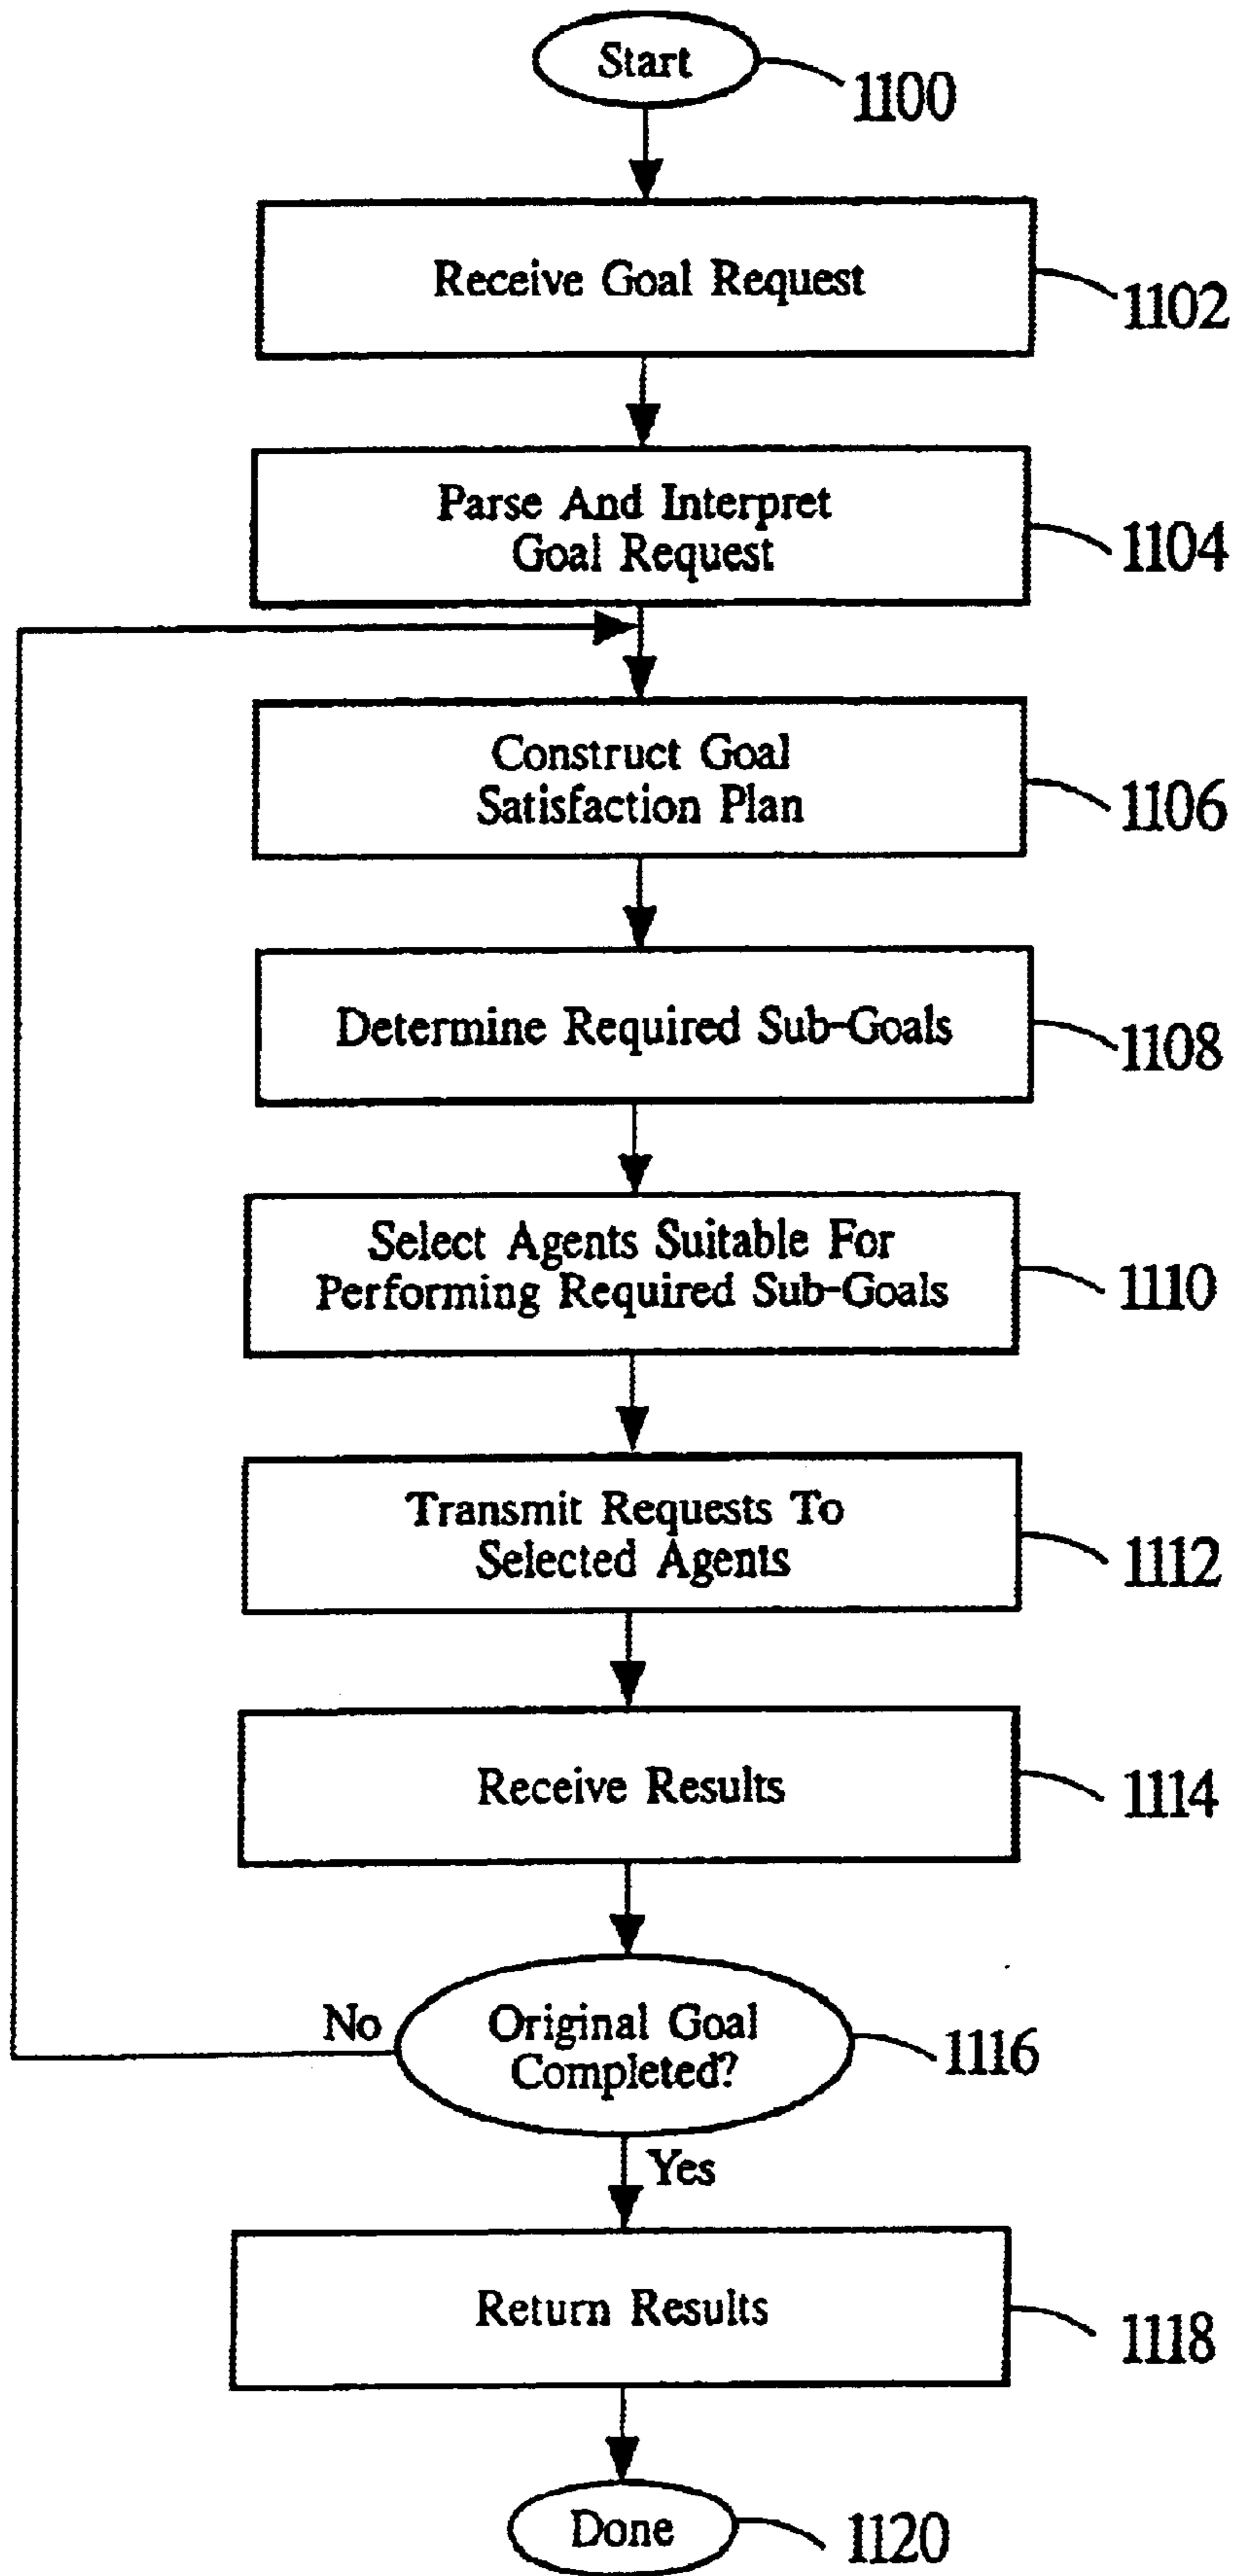 Start
1100
Receive Goal Request
1102
Parse And Interpret
Goal Request
1104
Construct Goal
Satisfaction Plan
1106
Determine Required Sub-Goals
1108
Select Agents Suitable For
Performing Required Sub-Goals
1110
Transmit Requests To
Selected Agents
1112
Receive Results
1114
No
Original Goal
Completed?
1116
Yes
Return Results
1118
Done
1120